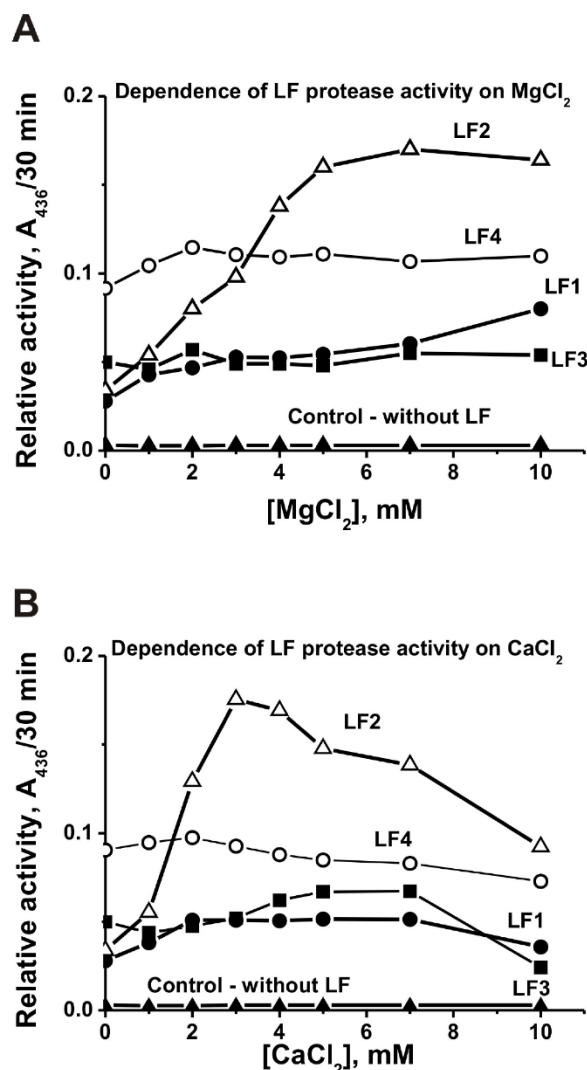 A
Dependence of LF protease activity on MgCl₂
Relative activity, A₄₃₆/30 min
0.2
0.1
0.0
LF2
LF4
LF1
LF3
Control - without LF
0 2 4 6 8 10
[MgCl₂], mM
B
Dependence of LF protease activity on CaCl₂
Relative activity, A₄₃₆/30 min
0.2
0.1
0.0
LF2
LF4
LF1
Control - without LF
LF3
0 2 4 6 8 10
[CaCl₂], mM